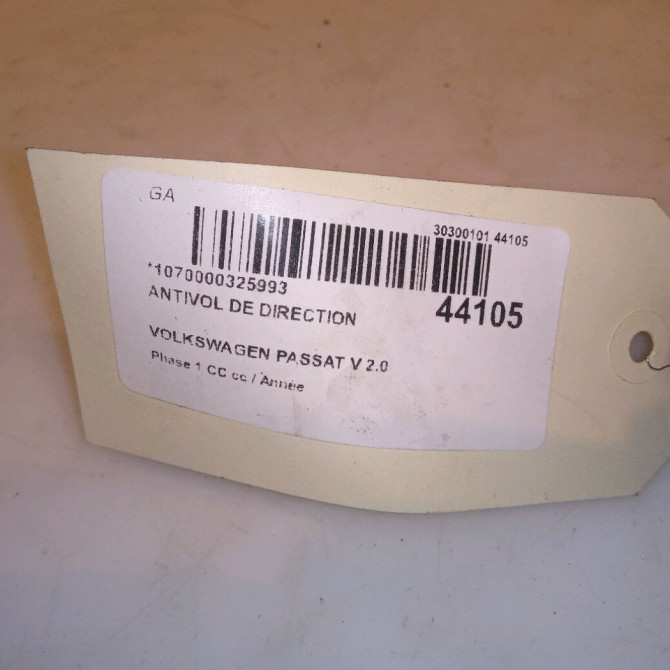 GA
30300101 44105
*1070000325993
44105
ANTIVOL DE DIRECTION
VOLKSWAGEN PASSAT V 2.0
Phase 1 CC cc / Année